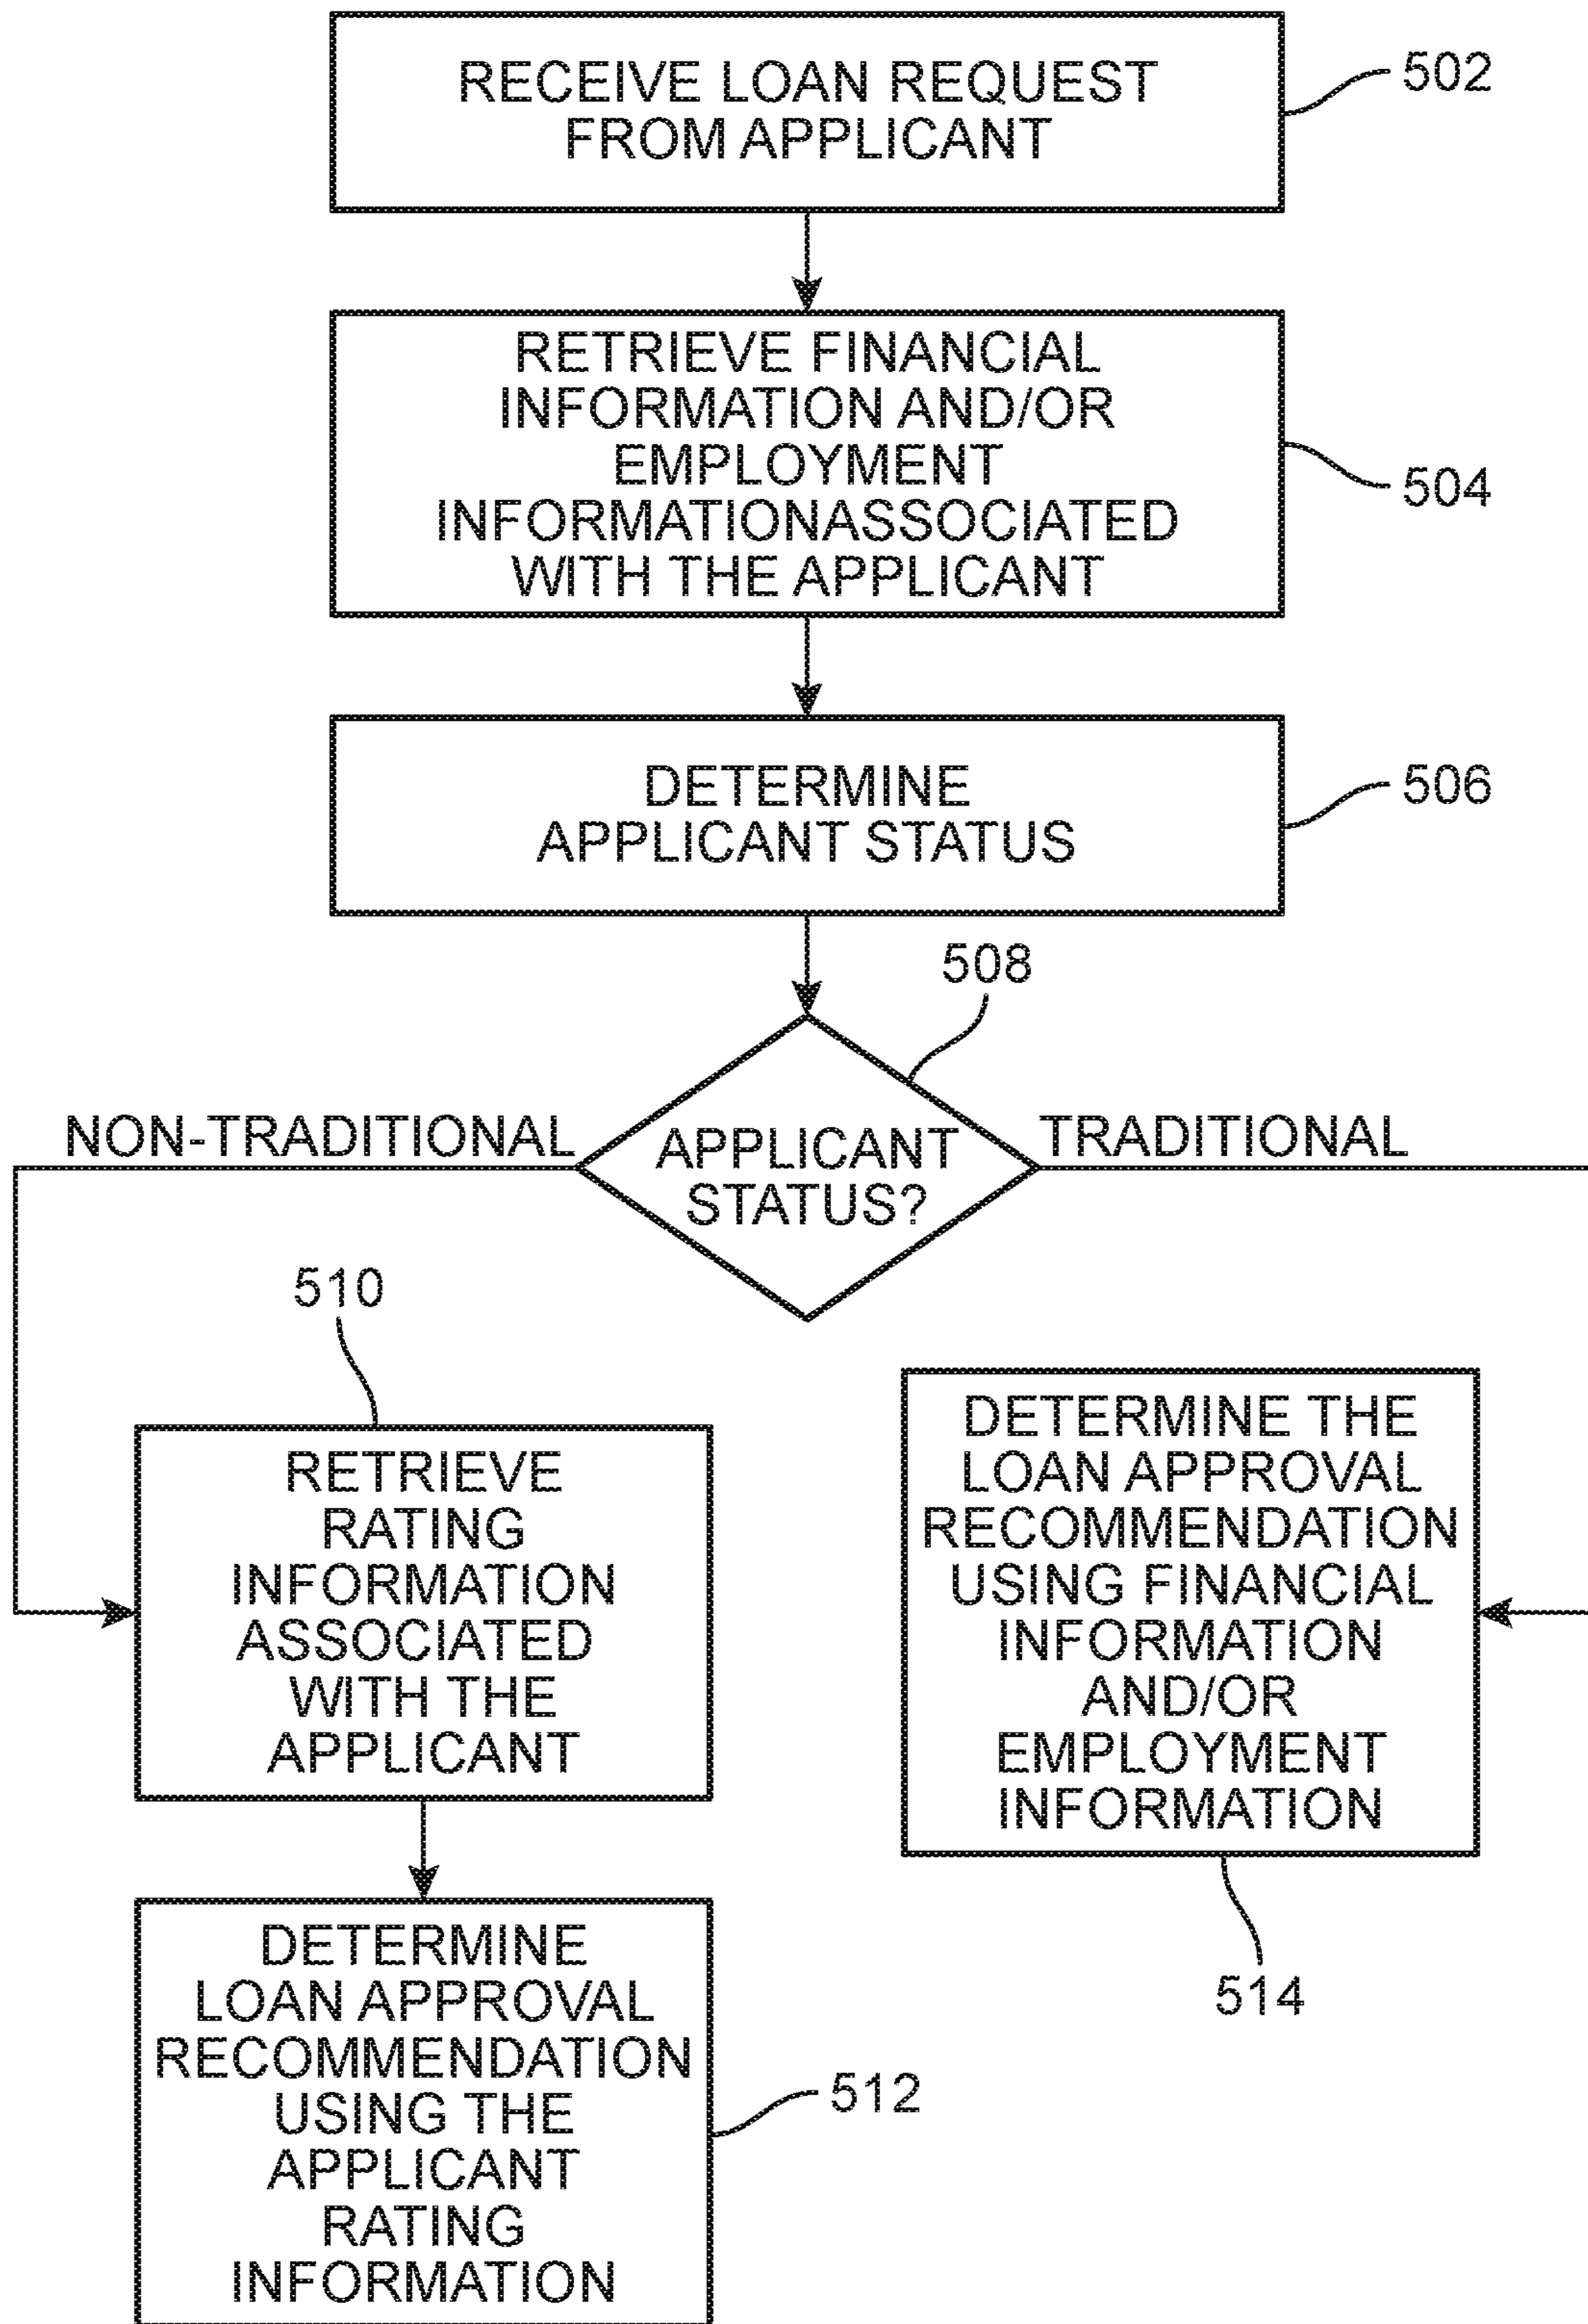 RECEIVE LOAN REQUEST
FROM APPLICANT
502
RETRIEVE FINANCIAL
INFORMATION AND/OR
EMPLOYMENT
INFORMATIONASSOCIATED
WITH THE APPLICANT
504
DETERMINE
APPLICANT STATUS
506
508
NON-TRADITIONAL
APPLICANT
STATUS?
TRADITIONAL
510
RETRIEVE
RATING
INFORMATION
ASSOCIATED
WITH THE
APPLICANT
DETERMINE THE
LOAN APPROVAL
RECOMMENDATION
USING FINANCIAL
INFORMATION
AND/OR
EMPLOYMENT
INFORMATION
514
DETERMINE
LOAN APPROVAL
RECOMMENDATION
USING THE
APPLICANT
RATING
INFORMATION
512